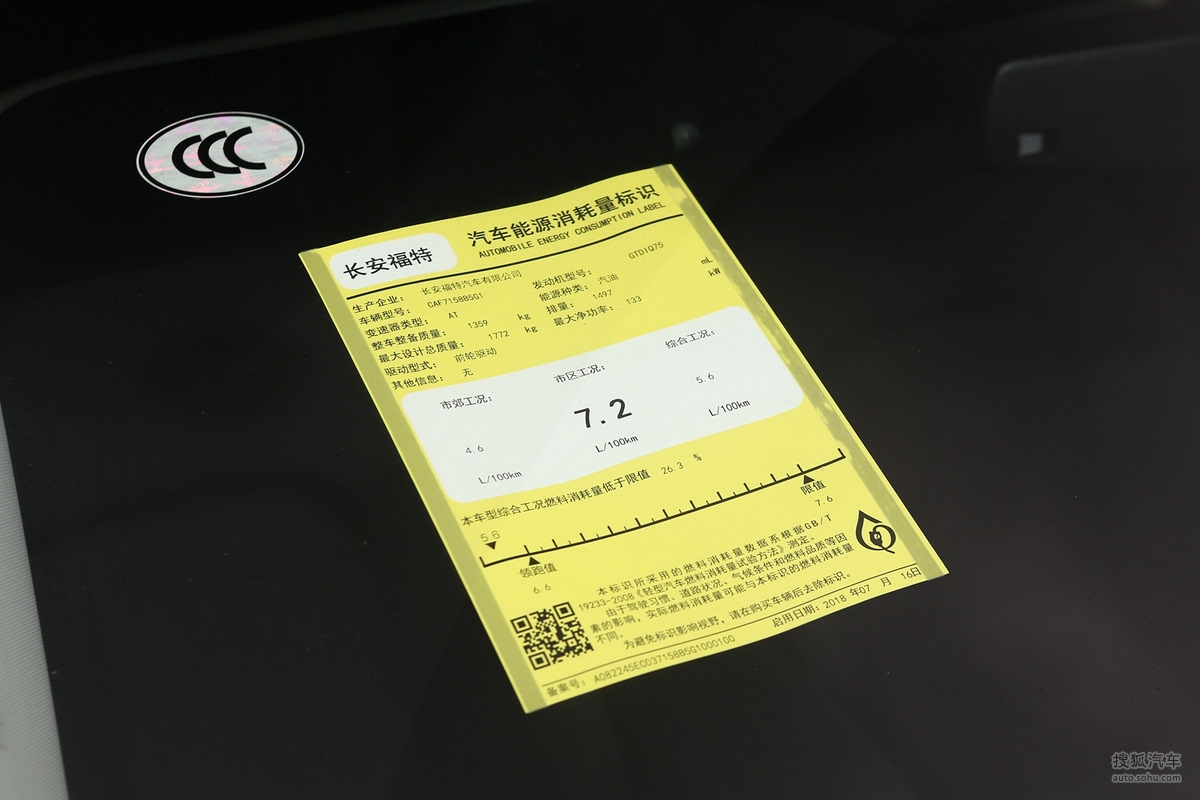 CCC
长安福特
汽车能源消耗量标识
AUTOMOBILE ENERGY CONSUMPTION LABEL
生产企业: 长安福特汽车有限公司
车辆型号: CAF7158B5G1 发动机型号: GTDIQ75
变速器类型: AT 能源种类: 汽油
整车整备质量: 1359 kg 排量: 1497 mL
最大设计总质量: 1772 kg 最大净功率: 133 kW
驱动型式: 前轮驱动
其他信息: 无
市郊工况: 市区工况: 综合工况:
4.6 7.2 5.6
L/100km L/100km L/100km
本车型综合工况燃料消耗量低于限值 26.3 %
5.6
领跑值 限值
6.6 7.6
本标识所采用的燃料消耗量数据系根据GB/T
19233-2008《轻型汽车燃料消耗量试验方法》测定。
由于驾驶习惯、道路状况、气候条件和燃料品质等因
素的影响,实际燃料消耗量可能与本标识的燃料消耗量
不同。
为避免标识影响视野,请在购买车辆后去除标识。
启用日期: 2018 年07 月 16日
备案号: A082245EC037158B5G1000100
搜狐汽车
auto.sohu.com